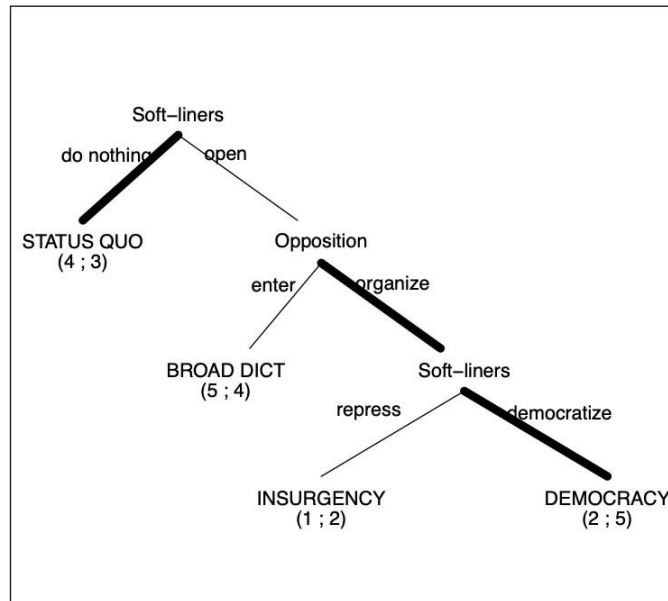 Soft-liners
do nothing
open
STATUS QUO
(4 ; 3)
Opposition
enter
organize
BROAD DICT
(5 ; 4)
Soft-liners
repress
democratize
INSURGENCY
(1 ; 2)
DEMOCRACY
(2 ; 5)